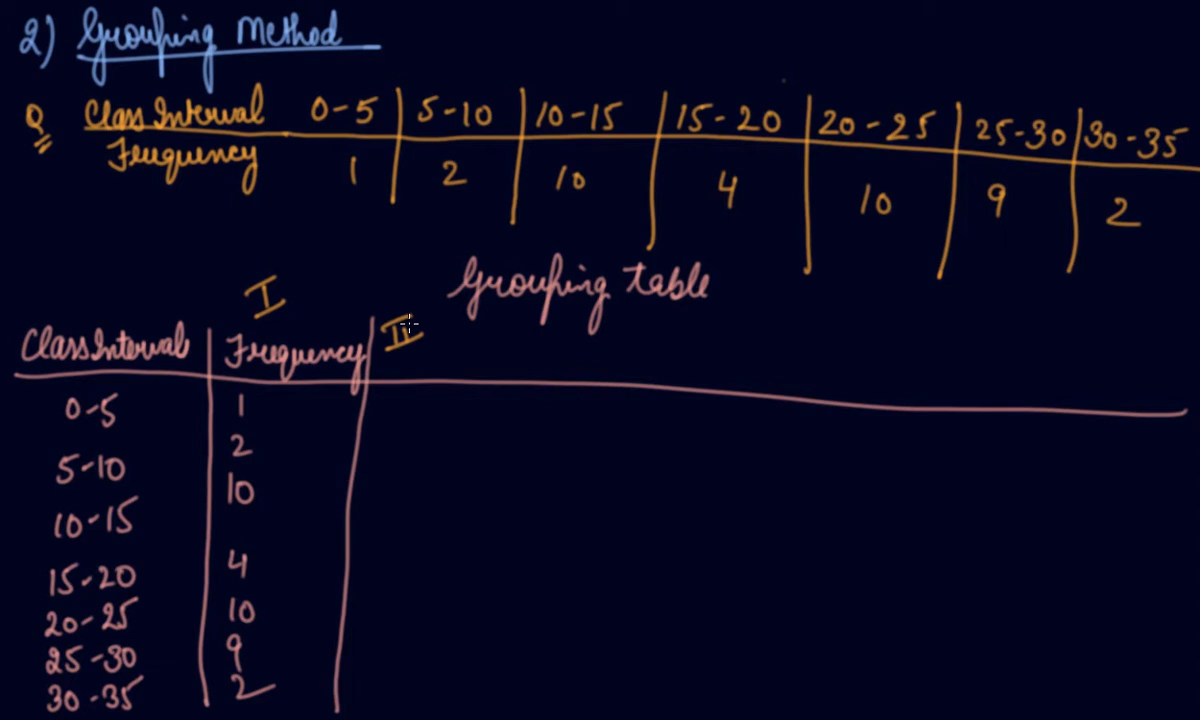 2) Grouping Method
Q Class Interval 0-5 5-10 10-15 15-20 20-25 25-30 30-35
Frequency 1 2 10 4 10 9 2
Grouping table
I II
Class Interval Frequency
0-5 1
5-10 2
10-15 10
15-20 4
20-25 10
25-30 9
30-35 2